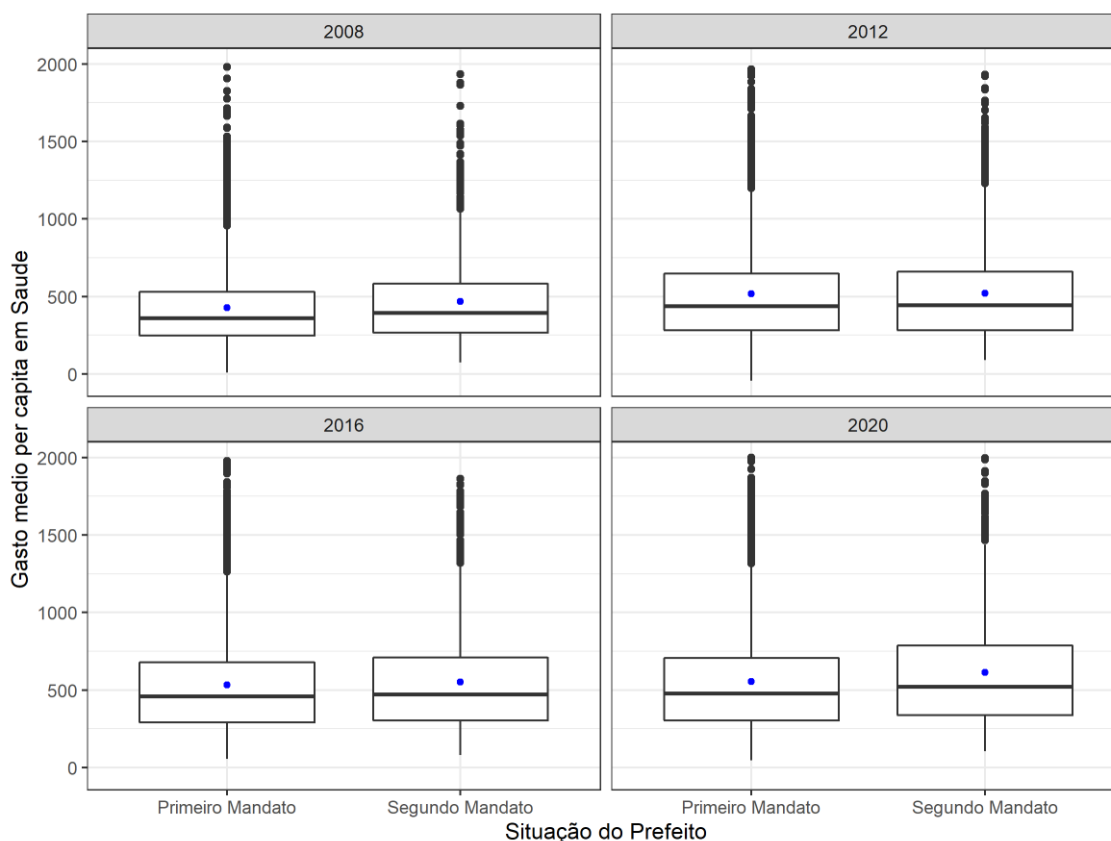 2008
2012
2000
1500
1000
500
0
2016
2020
2000
1500
1000
500
0
Gasto medio per capita em Saude
Primeiro Mandato
Segundo Mandato
Primeiro Mandato
Segundo Mandato
Situação do Prefeito